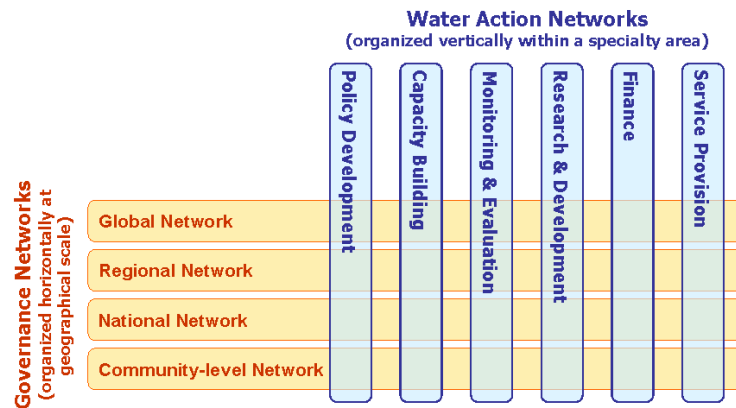 Water Action Networks
(organized vertically within a specialty area)
Policy Development
Capacity Building
Monitoring & Evaluation
Research & Development
Finance
Service Provision
Governance Networks
(organized horizontally at
geographical scale)
Global Network
Regional Network
National Network
Community-level Network